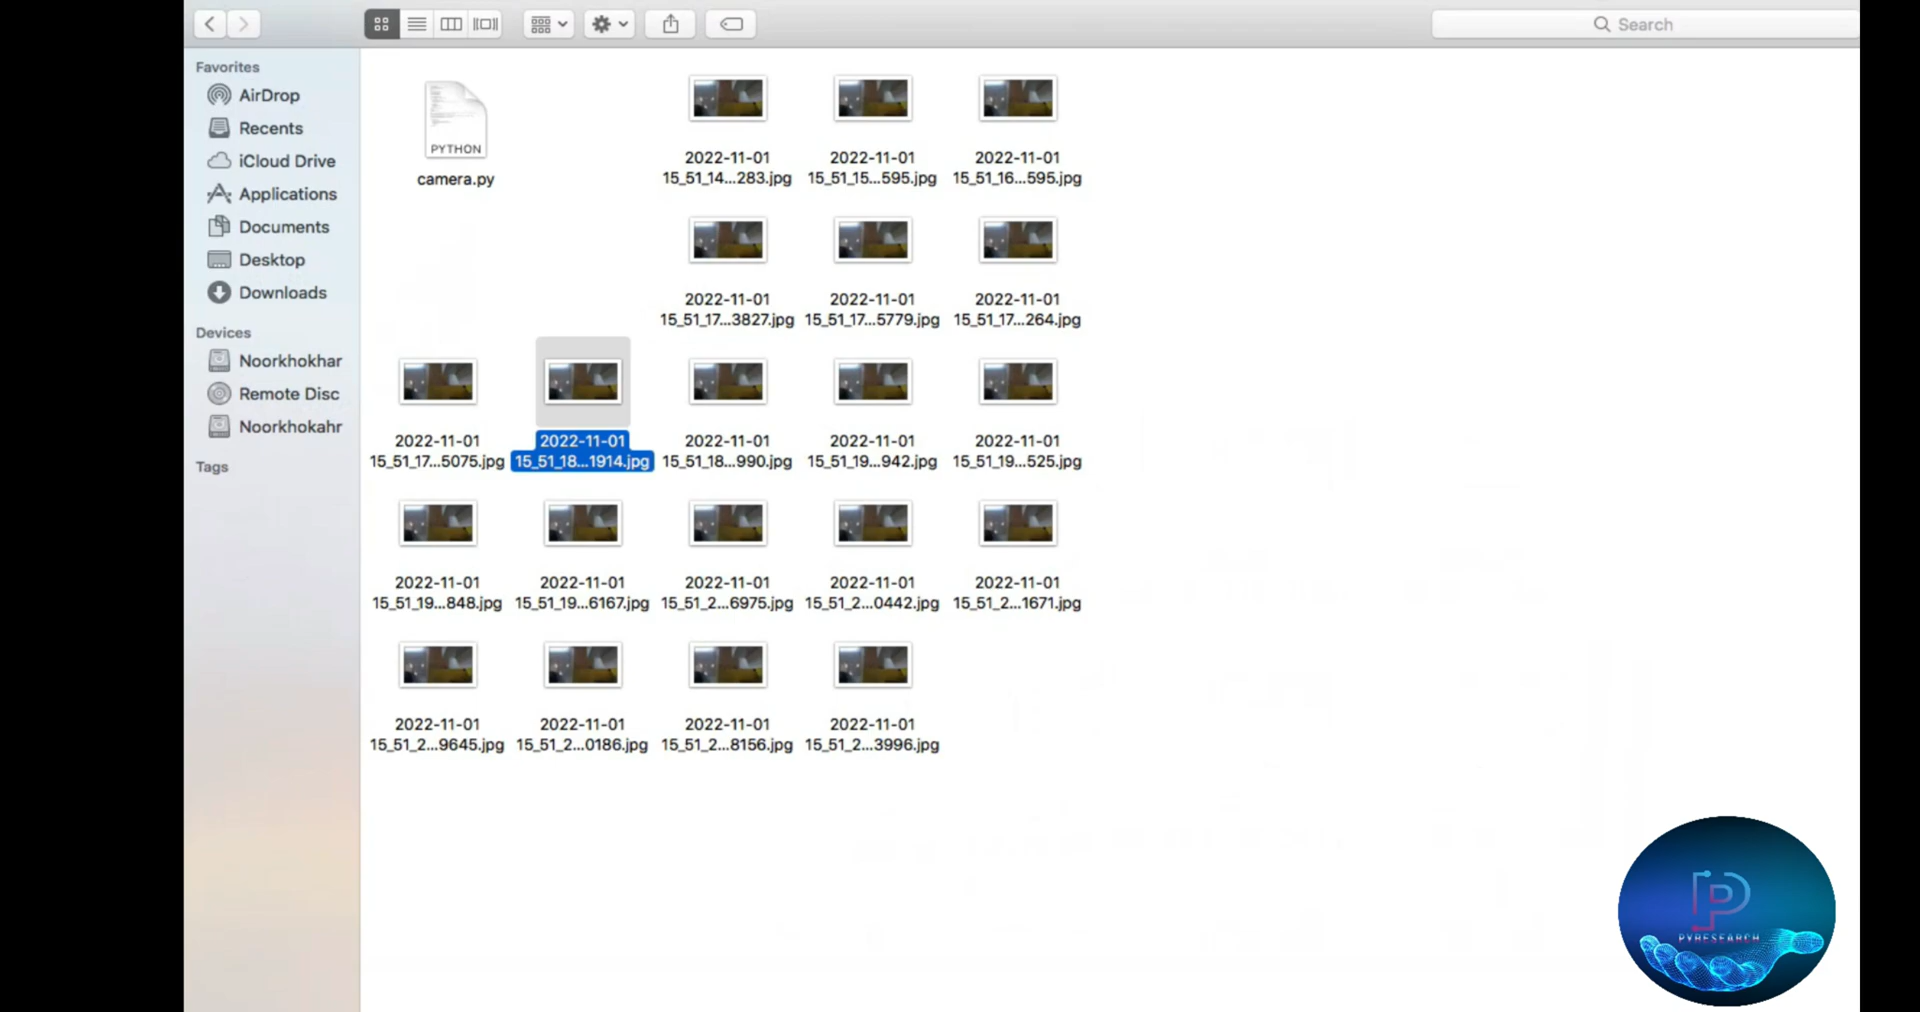 Search
Favorites
AirDrop
Recents
iCloud Drive
Applications
Documents
Desktop
Downloads
Devices
Noorkhokhar
Remote Disc
Noorkhokahr
Tags
PYTHON
camera.py
2022-11-01
15_51_14...283.jpg
2022-11-01
15_51_15...595.jpg
2022-11-01
15_51_16...595.jpg
2022-11-01
15_51_17...3827.jpg
2022-11-01
15_51_17...5779.jpg
2022-11-01
15_51_17...264.jpg
2022-11-01
15_51_17...5075.jpg
2022-11-01
15_51_18...1914.jpg
2022-11-01
15_51_18...990.jpg
2022-11-01
15_51_19...942.jpg
2022-11-01
15_51_19...525.jpg
2022-11-01
15_51_19...848.jpg
2022-11-01
15_51_19...6167.jpg
2022-11-01
15_51_2...6975.jpg
2022-11-01
15_51_2...0442.jpg
2022-11-01
15_51_2...1671.jpg
2022-11-01
15_51_2...9645.jpg
2022-11-01
15_51_2...0186.jpg
2022-11-01
15_51_2...8156.jpg
2022-11-01
15_51_2...3996.jpg
PYRESEARCH